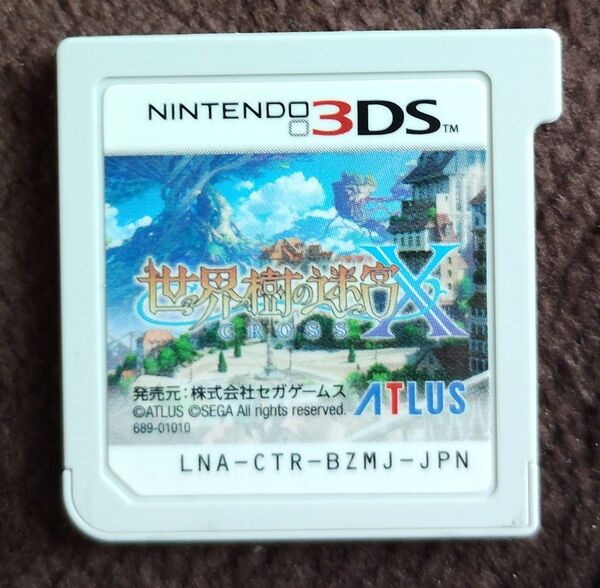 NINTENDO 3DS™
世界樹の迷宮X
CROSS
発売元:株式会社セガゲームス
©ATLUS ©SEGA All rights reserved.
689-01010
ATLUS
LNA-CTR-BZMJ-JPN